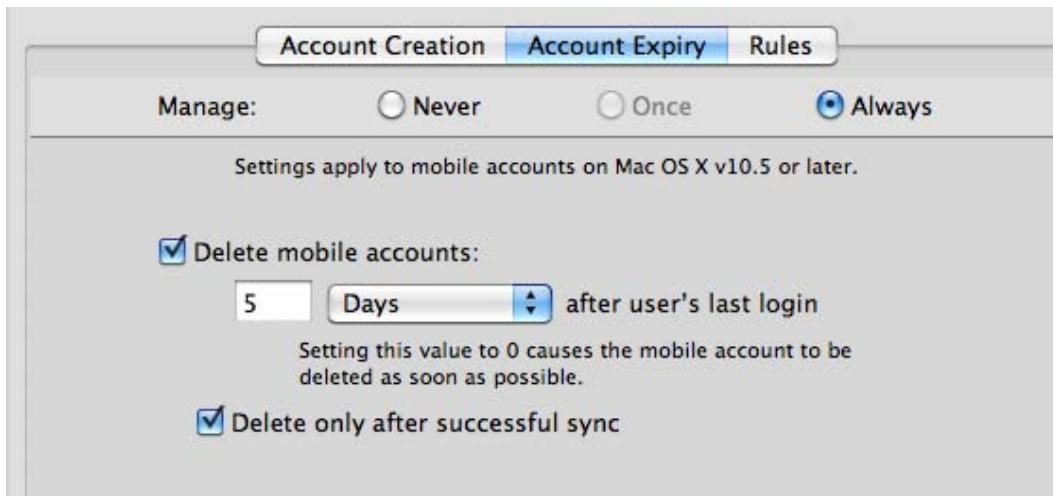 Account Creation Account Expiry Rules
Manage: Never Once Always
Settings apply to mobile accounts on Mac OS X v10.5 or later.
Delete mobile accounts:
5 Days after user's last login
Setting this value to 0 causes the mobile account to be
deleted as soon as possible.
Delete only after successful sync